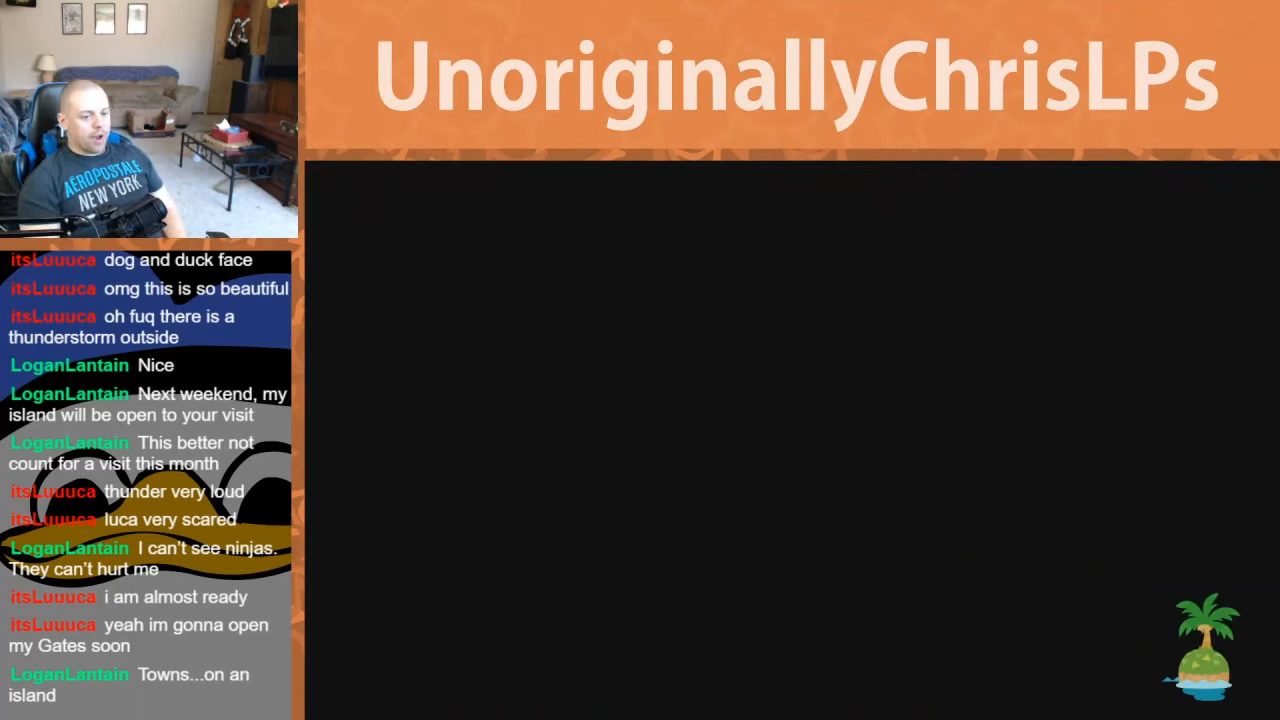 UnoriginallyChrisLPs
AEROPOSTALE
NEW YORK
itsLuuuca dog and duck face
itsLuuuca omg this is so beautiful
itsLuuuca oh fuq there is a
thunderstorm outside
LoganLantain Nice
LoganLantain Next weekend, my
island will be open to your visit
LoganLantain This better not
count for a visit this month
itsLuuuca thunder very loud
itsLuuuca luca very scared
LoganLantain I can't see ninjas.
They can't hurt me
itsLuuuca i am almost ready
itsLuuuca yeah im gonna open
my Gates soon
LoganLantain Towns...on an
island